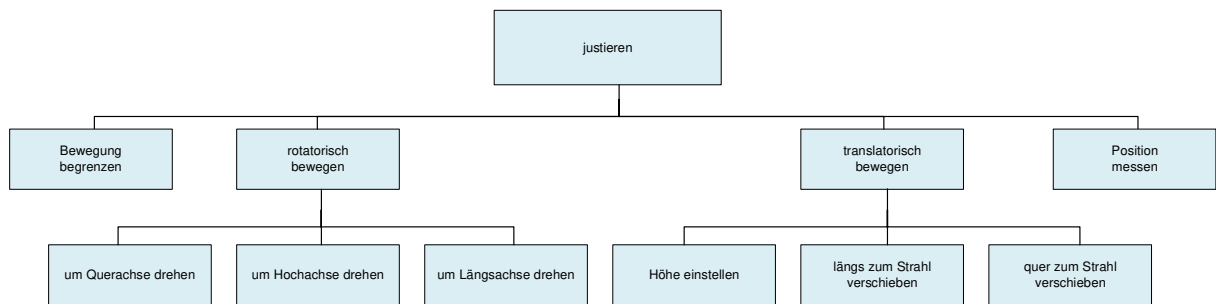 justieren
Bewegung
begrenzen
rotatorisch
bewegen
translatorisch
bewegen
Position
messen
um Querachse drehen
um Hochachse drehen
um Längsachse drehen
Höhe einstellen
längs zum Strahl
verschieben
quer zum Strahl
verschieben